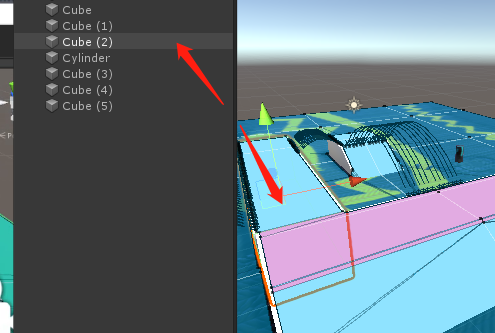 Cube
Cube (1)
Cube (2)
Cylinder
Cube (3)
Cube (4)
Cube (5)